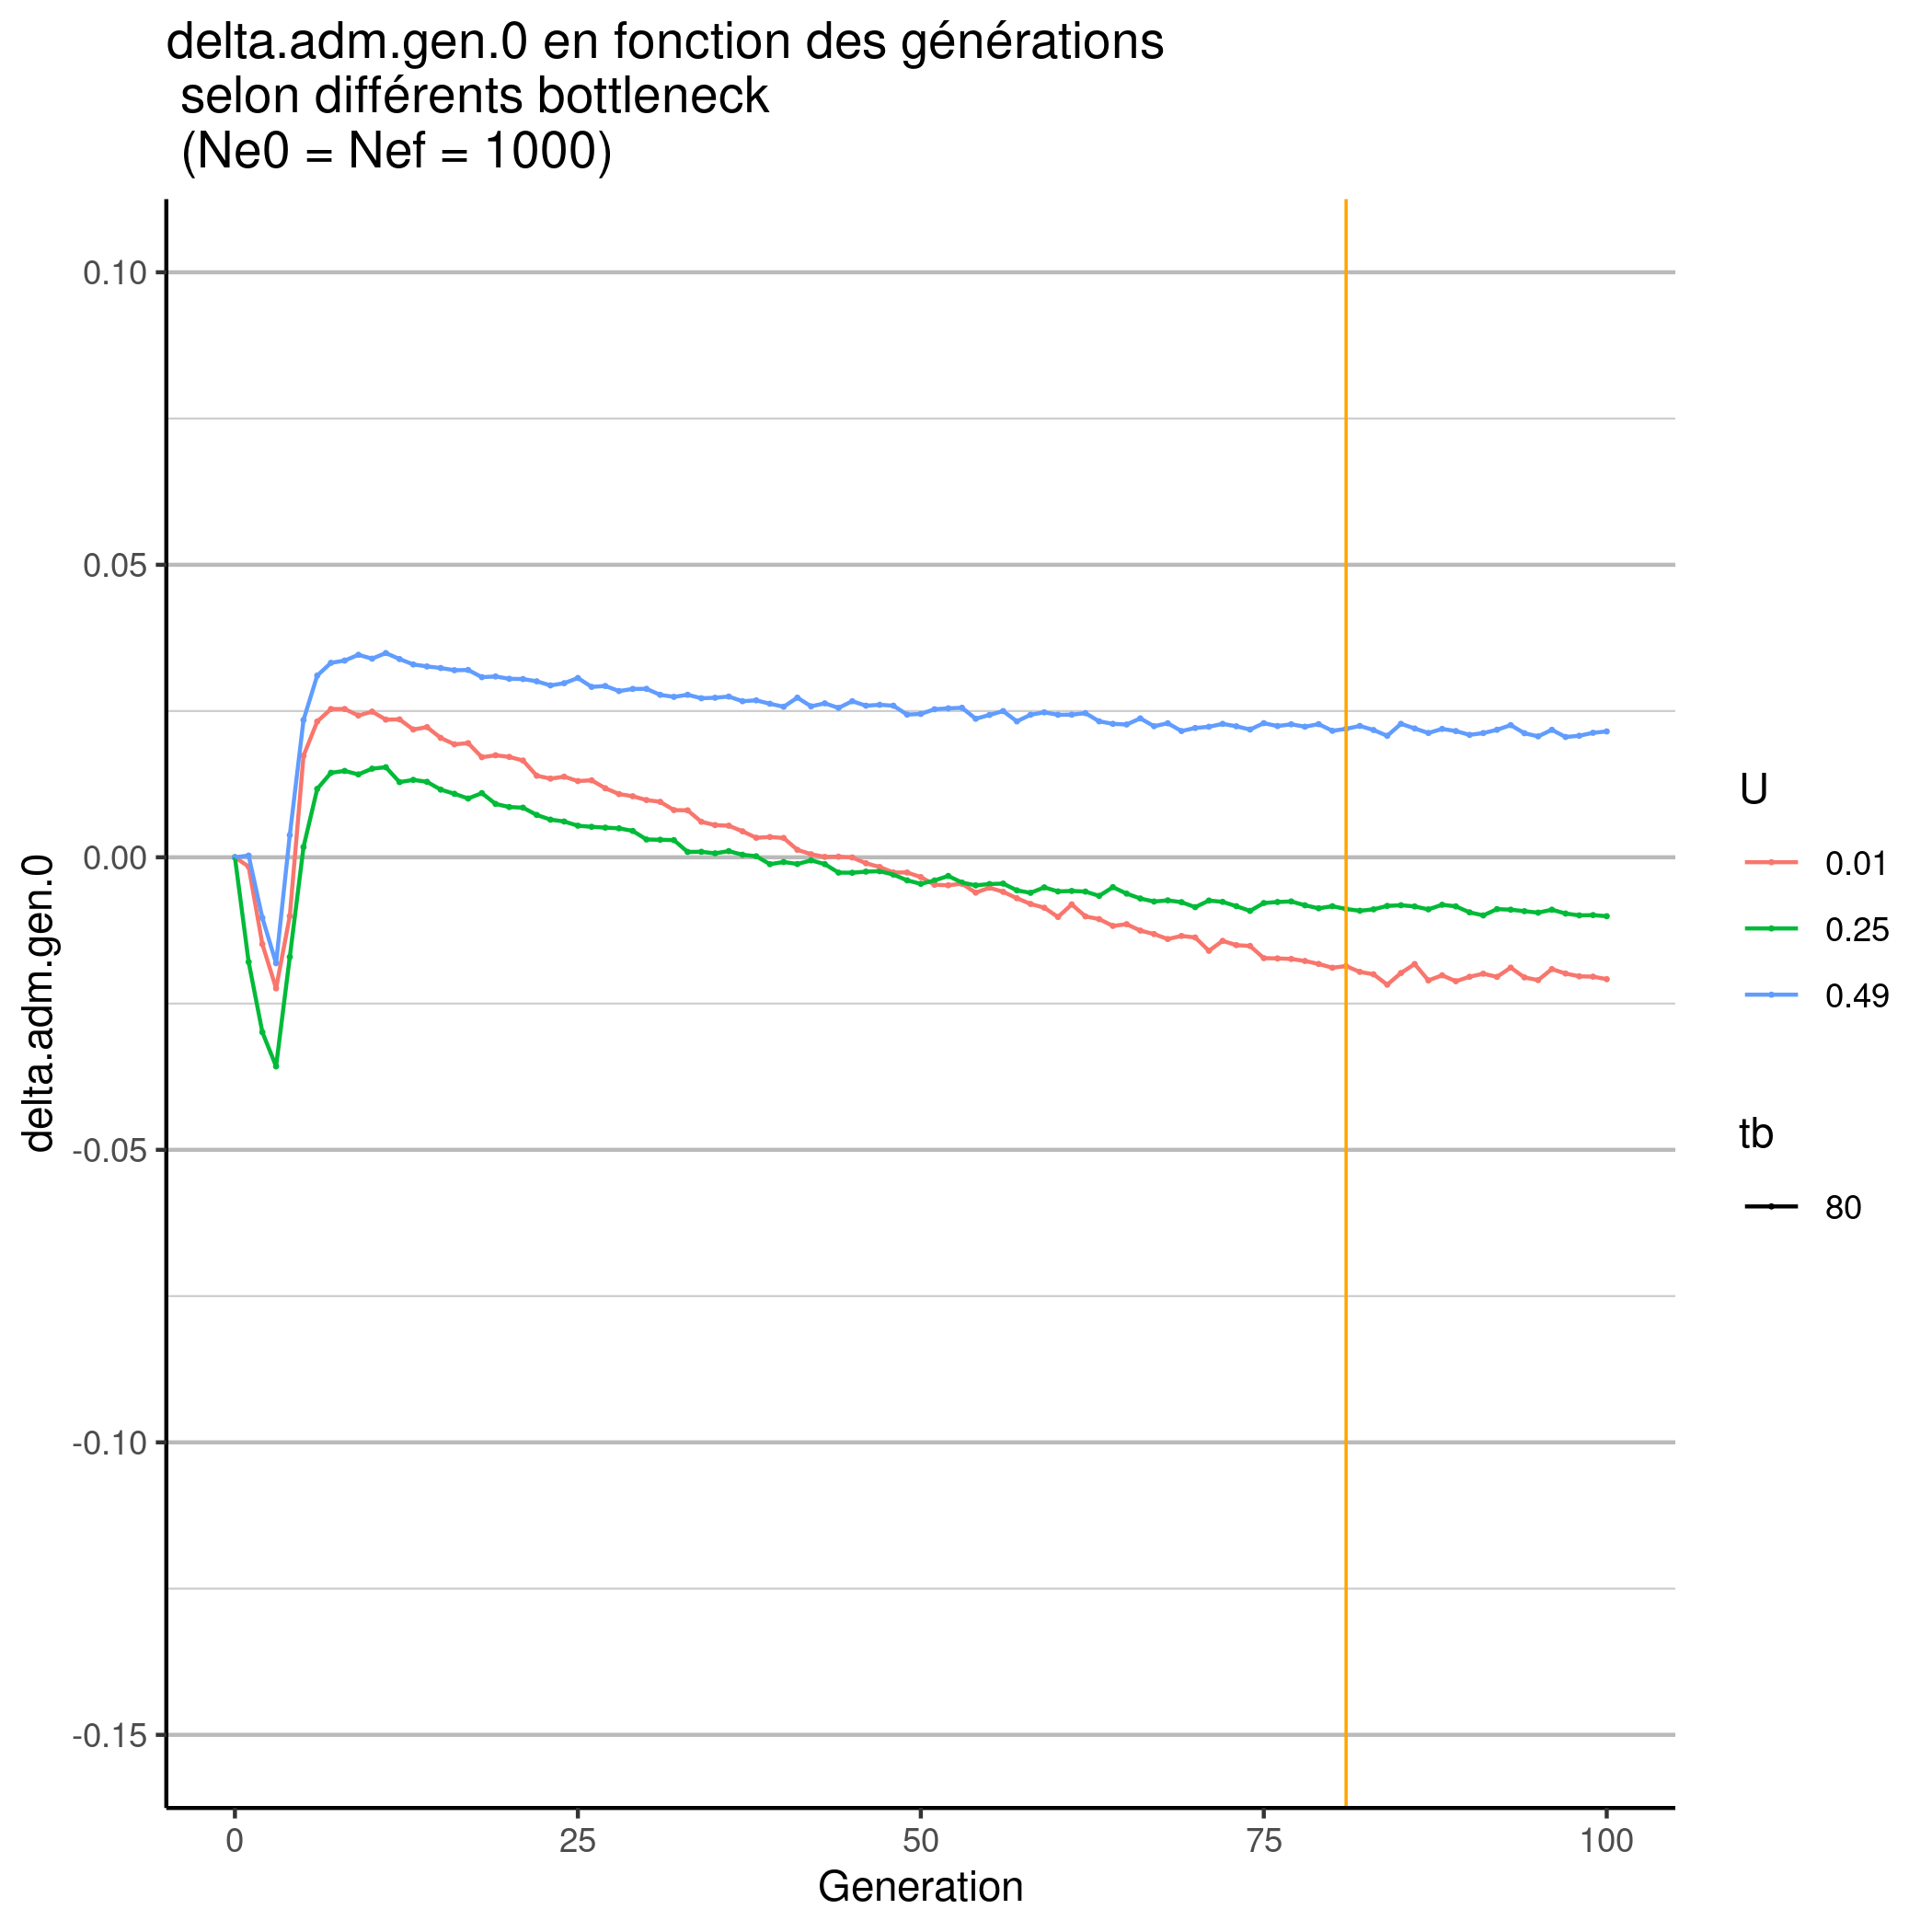 delta.adm.gen.0 en fonction des générations
selon différents bottleneck
(Ne0 = Nef = 1000)
delta.adm.gen.0
0.10
0.05
0.00
-0.05
-0.10
-0.15
0
25
50
75
100
Generation
U
0.01
0.25
0.49
tb
80